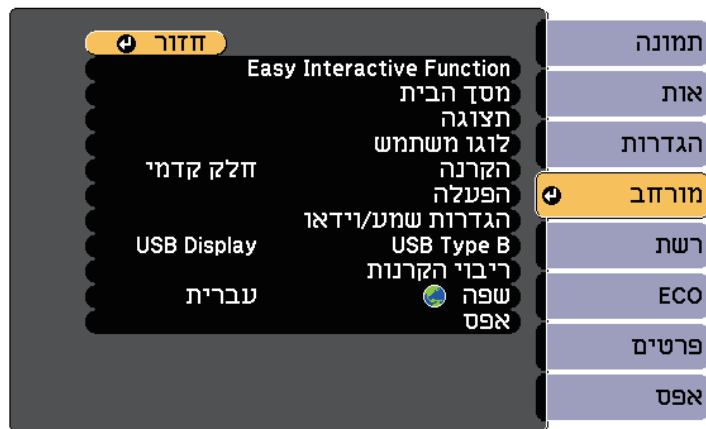 תמונה
אות
הגדרות
מורחב
רשת
ECO
פרטים
אפס
חזור
Easy Interactive Function
מסך הבית
תצוגה
לוגו משתמש
הקרנה חלק קדמי
הפעלה
הגדרות שמע/וידאו
USB Type B USB Display
ריבוי הקרנות
שפה עברית
אפס